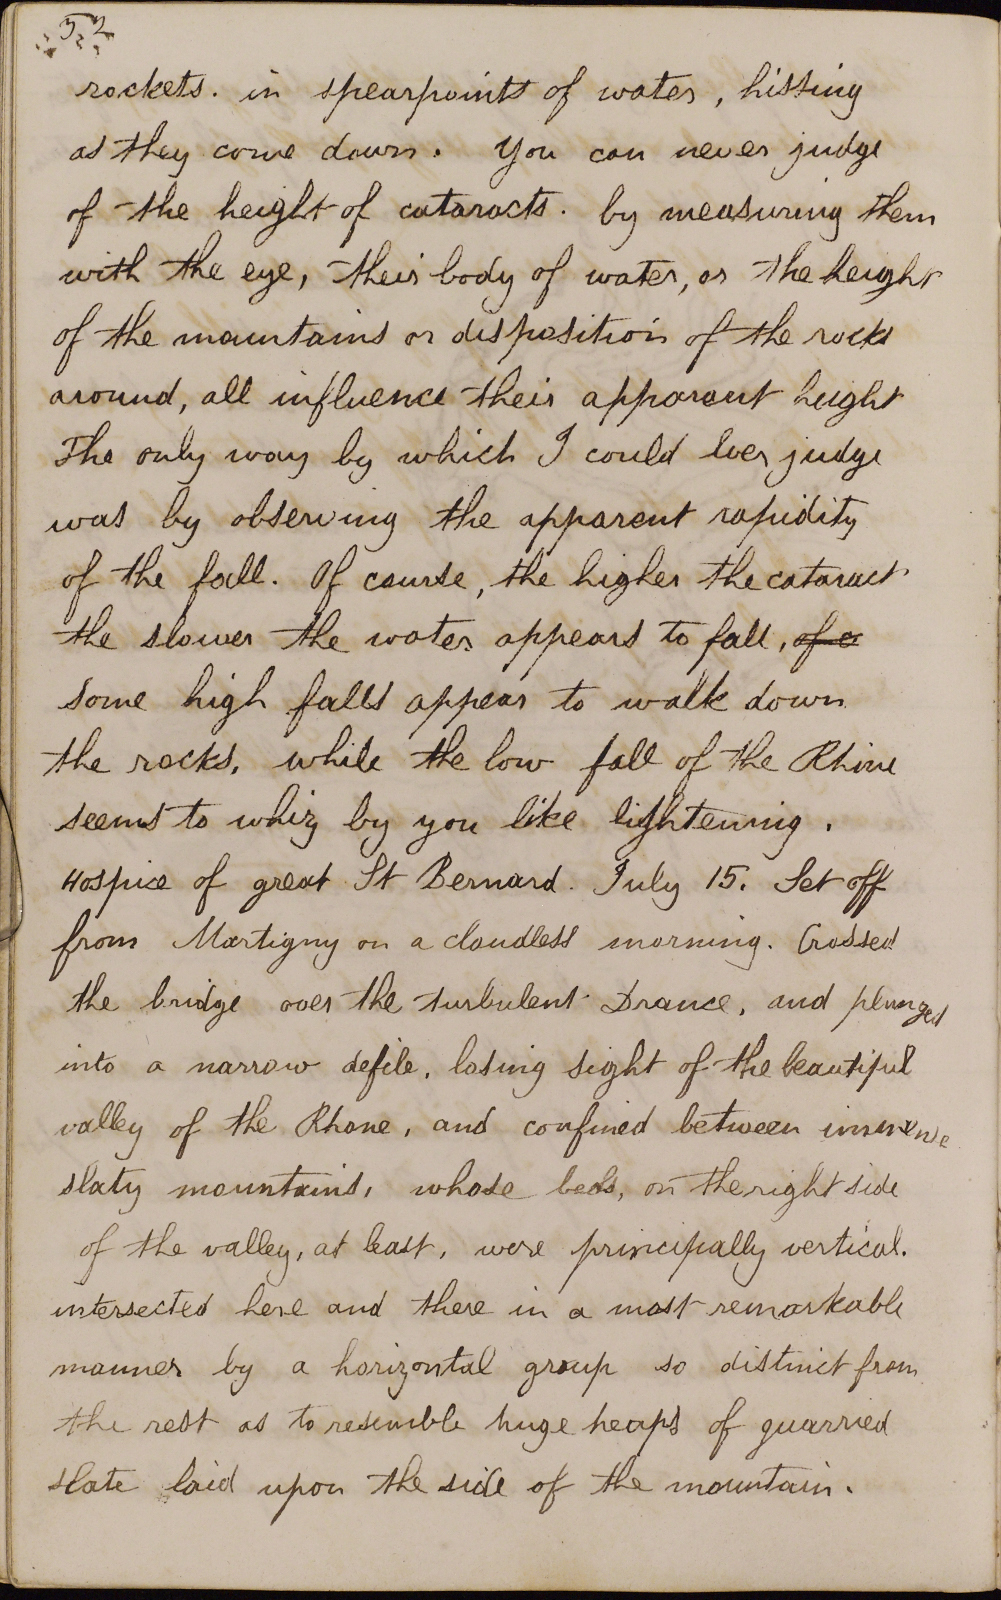 52
rockets. in spearpoints of water, hissing
as they come down. You can never judge
of the height of cataracts. by measuring them
with the eye, their body of water, or the height
of the mountains or disposition of the rocks
around, all influence their apparent height
The only way by which I could ever judge
was by observing the apparent rapidity
of the fall. Of course, the higher the cataract
the slower the water appears to fall, of a
some high falls appear to walk down
the rocks, while the low fall of the Rhine
seems to whiz by you like lightening.
Hospice of great St Bernard. July 15. Set off
from Martigny on a cloudless morning. Crossed
the bridge over the turbulent Drance, and plunged
into a narrow defile, losing sight of the beautiful
valley of the Rhone, and confined between immense
slaty mountains, whose beds, on the right side
of the valley, at least, were principally vertical.
intersected here and there in a most remarkable
manner by a horizontal group so distinct from
the rest as to resemble huge heaps of quarried
slate laid upon the side of the mountain.